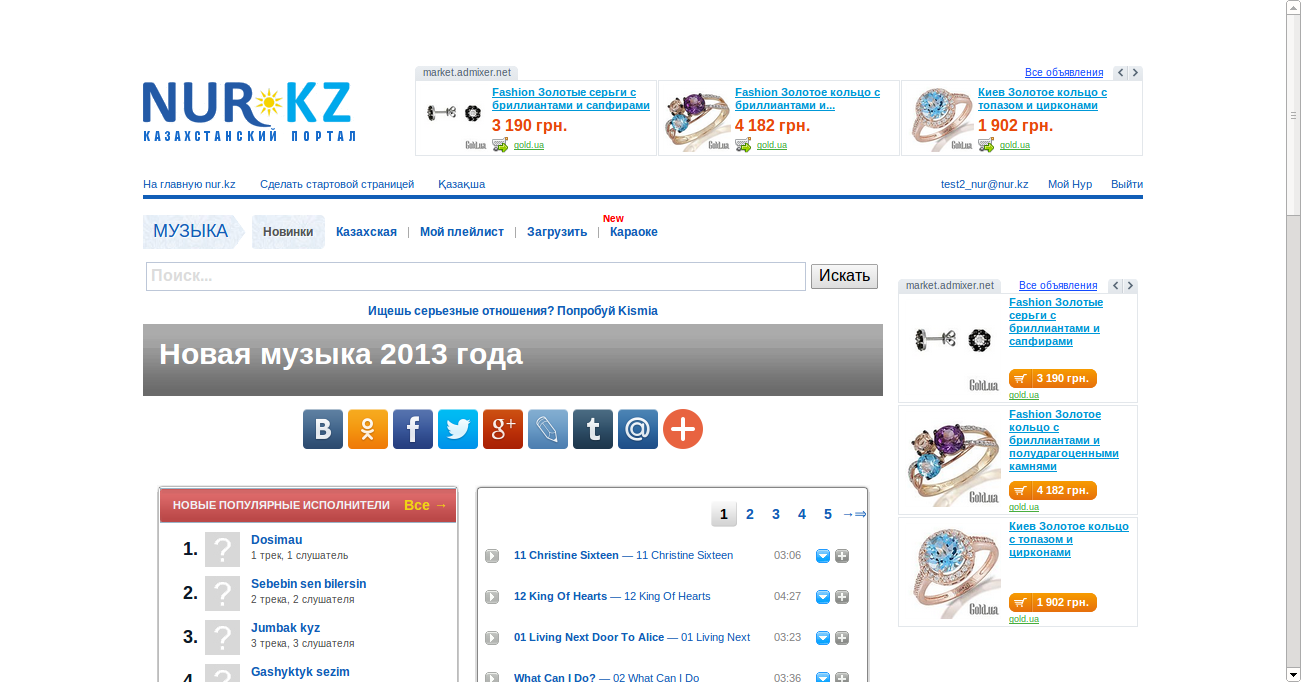 NUR KZ
КАЗАХСТАНСКИЙ ПОРТАЛ
market.admixer.net
Все объявления
Fashion Золотые серьги с
бриллиантами и сапфирами
3 190 грн.
Gold.ua
gold.ua
Fashion Золотое кольцо с
бриллиантами и...
4 182 грн.
Gold.ua
gold.ua
Киев Золотое кольцо с
топазом и цирконами
1 902 грн.
Gold.ua
gold.ua
На главную nur.kz
Сделать стартовой страницей
Қазақша
test2_nur@nur.kz
Мой Нур
Выйти
МУЗЫКА
Новинки
Казахская
Мой плейлист
Загрузить
New
Караоке
Поиск...
Искать
Ищешь серьезные отношения? Попробуй Kismia
Новая музыка 2013 года
НОВЫЕ ПОПУЛЯРНЫЕ ИСПОЛНИТЕЛИ Все →
1. Dosimau
1 трек, 1 слушатель
2. Sebebin sen bilersin
2 трека, 2 слушателя
3. Jumbak kyz
3 трека, 3 слушателя
4. Gashyktyk sezim
1 2 3 4 5 →⇒
11 Christine Sixteen — 11 Christine Sixteen 03:06
12 King Of Hearts — 12 King Of Hearts 04:27
01 Living Next Door To Alice — 01 Living Next 03:23
What Can I Do? — 02 What Can I Do 03:36
market.admixer.net
Все объявления
Fashion Золотые
серьги с
бриллиантами и
сапфирами
Gold.ua
3 190 грн.
gold.ua
Fashion Золотое
кольцо с
бриллиантами и
полудрагоценными
камнями
Gold.ua
4 182 грн.
gold.ua
Киев Золотое кольцо
с топазом и
цирконами
Gold.ua
1 902 грн.
gold.ua